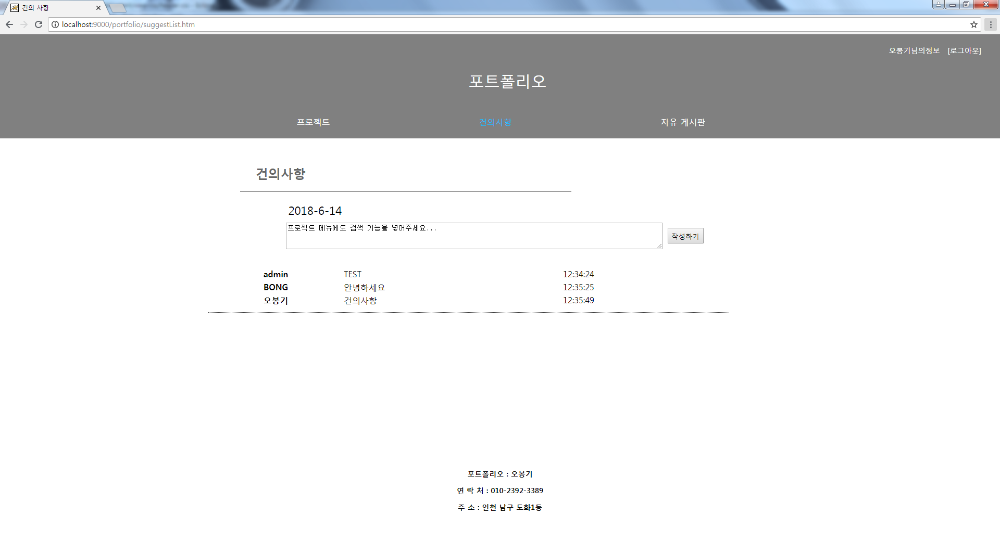 건의 사항
localhost:9000/portfolio/suggestList.htm
오봉기님의정보 [로그아웃]
포트폴리오
프로젝트 건의사항 자유 게시판
건의사항
2018-6-14
프로젝트 메뉴에도 검색 기능을 넣어주세요...
작성하기
admin TEST 12:34:24
BONG 안녕하세요 12:35:25
오봉기 건의사항 12:35:49
포트폴리오 : 오봉기
연 락 처 : 010-2392-3389
주 소 : 인천 남구 도화1동